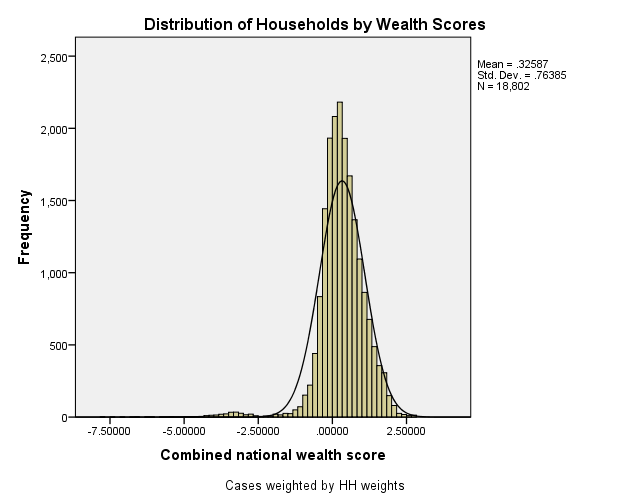 Distribution of Households by Wealth Scores
Mean = .32587
Std. Dev. = .76385
N = 18,802
2,500
2,000
1,500
1,000
500
0
Frequency
-7.50000 -5.00000 -2.50000 .00000 2.50000
Combined national wealth score
Cases weighted by HH weights